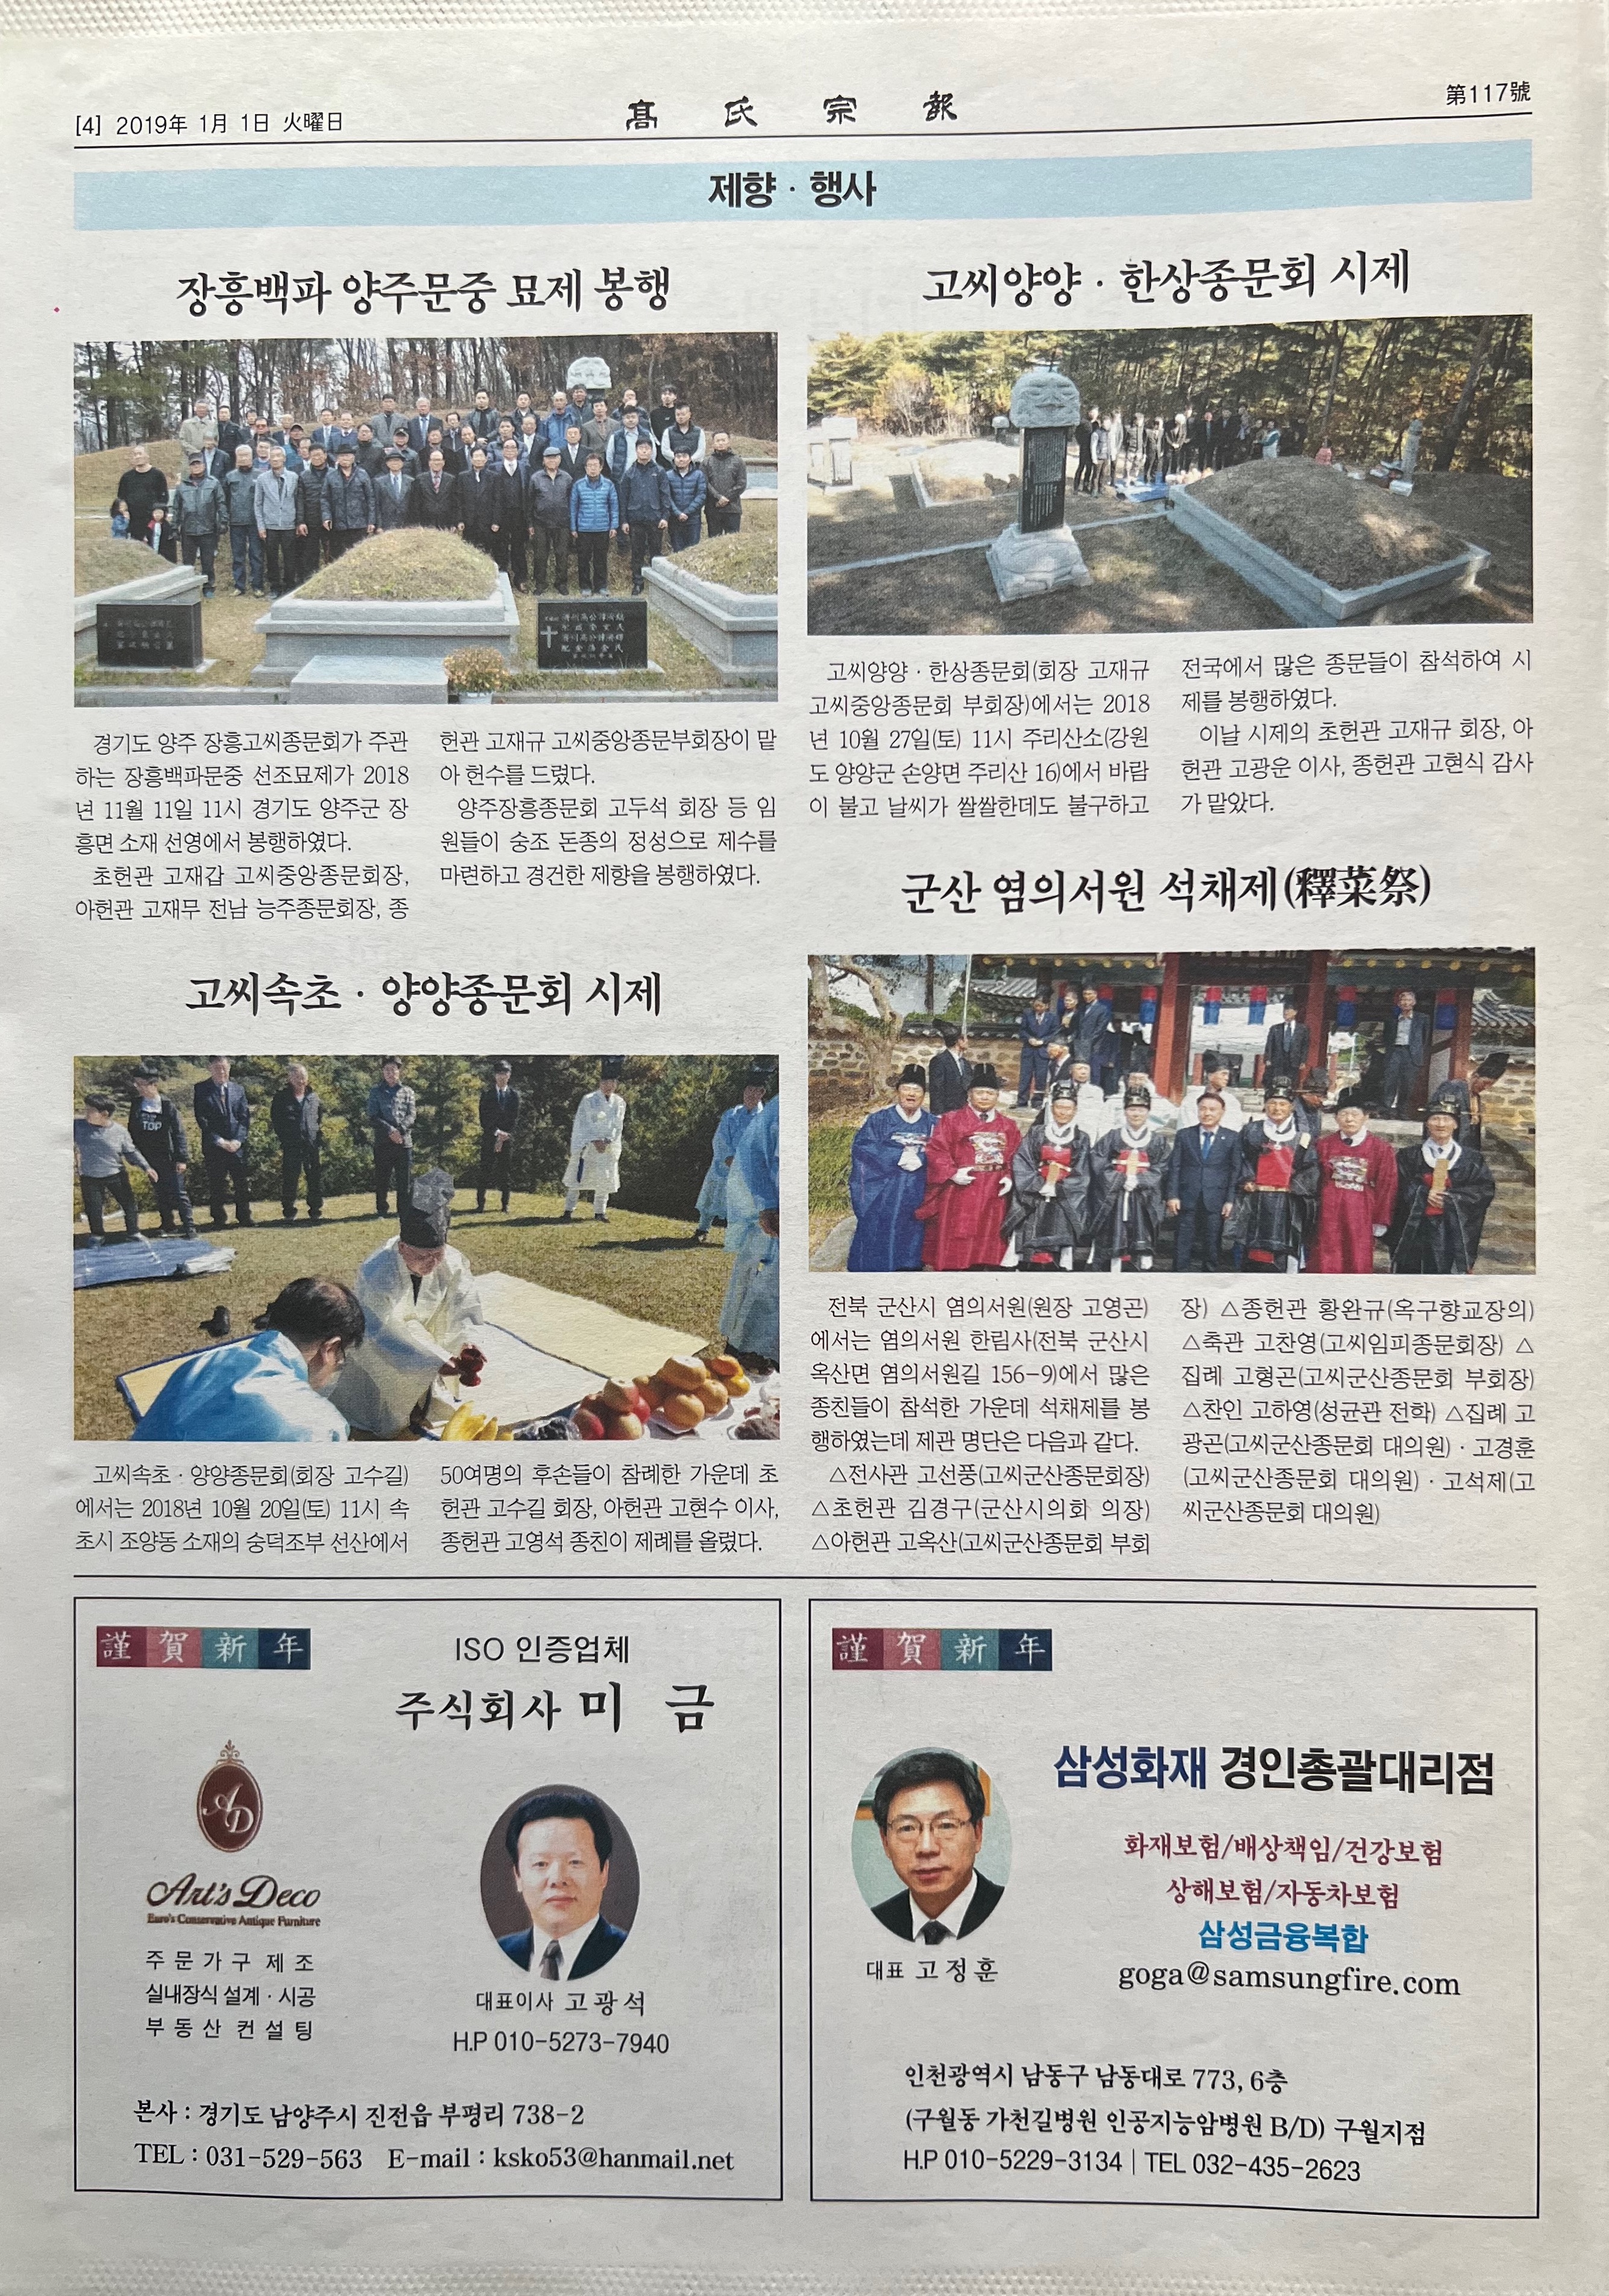 [4] 2019年 1月 1日 火曜日
髙氏宗報
第117號
제향 · 행사
장흥백파 양주문중 묘제 봉행
경기도 양주 장흥고씨종문회가 주관
하는 장흥백파문중 선조묘제가 2018
년 11월 11일 11시 경기도 양주군 장
흥면 소재 선영에서 봉행하였다.
초헌관 고재갑 고씨중앙종문회장,
아헌관 고재무 전남 능주종문회장, 종
헌관 고재규 고씨중앙종문부회장이 맡
아 헌수를 드렸다.
양주장흥종문회 고두석 회장 등 임
원들이 숭조 돈종의 정성으로 제수를
마련하고 경건한 제향을 봉행하였다.
고씨속초 · 양양종문회 시제
TOP
고씨속초 · 양양종문회(회장 고수길)
에서는 2018년 10월 20일(토) 11시 속
초시 조양동 소재의 숭덕조부 선산에서
50여명의 후손들이 참례한 가운데 초
헌관 고수길 회장, 아헌관 고현수 이사,
종헌관 고영석 종친이 제례를 올렸다.
고씨양양 · 한상종문회 시제
고씨양양 · 한상종문회(회장 고재규
고씨중앙종문회 부회장)에서는 2018
년 10월 27일(토) 11시 주리산소(강원
도 양양군 손양면 주리산 16)에서 바람
이 불고 날씨가 쌀쌀한데도 불구하고
전국에서 많은 종문들이 참석하여 시
제를 봉행하였다.
이날 시제의 초헌관 고재규 회장, 아
헌관 고광운 이사, 종헌관 고현식 감사
가 맡았다.
군산 염의서원 석채제(釋菜祭)
전북 군산시 염의서원(원장 고영곤)
에서는 염의서원 한림사(전북 군산시
옥산면 염의서원길 156-9)에서 많은
종친들이 참석한 가운데 석채제를 봉
행하였는데 제관 명단은 다음과 같다.
△전사관 고선풍(고씨군산종문회장)
△초헌관 김경구(군산시의회 의장)
△아헌관 고옥산(고씨군산종문회 부회
장) △종헌관 황완규(옥구향교장의)
△축관 고찬영(고씨임피종문회장) △
집례 고형곤(고씨군산종문회 부회장)
△찬인 고하영(성균관 전학) △집례 고
광곤(고씨군산종문회 대의원) · 고경훈
(고씨군산종문회 대의원) · 고석제(고
씨군산종문회 대의원)
謹賀新年
ISO 인증업체
주식회사 미 금
AD
Art's Deco
Euro's Conservative Antique Furniture
주문가구 제조
실내장식 설계 · 시공
부동산 컨설팅
대표이사 고광석
H.P 010-5273-7940
본사 : 경기도 남양주시 진전읍 부평리 738-2
TEL : 031-529-563 E-mail : ksko53@hanmail.net
謹賀新年
삼성화재 경인총괄대리점
화재보험/배상책임/건강보험
상해보험/자동차보험
삼성금융복합
goga@samsungfire.com
대표 고정훈
인천광역시 남동구 남동대로 773, 6층
(구월동 가천길병원 인공지능암병원 B/D) 구월지점
H.P 010-5229-3134 | TEL 032-435-2623